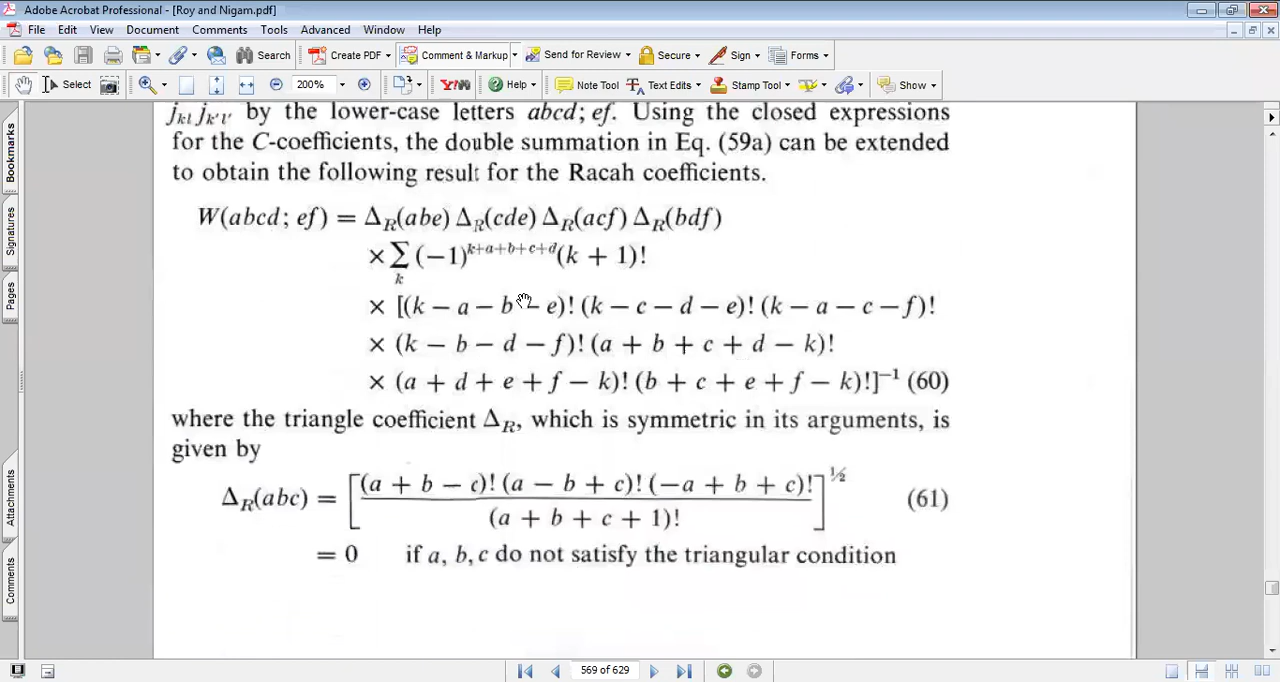 Adobe Acrobat Professional - [Roy and Nigam.pdf]
File Edit View Document Comments Tools Advanced Window Help
Search Create PDF Comment & Markup Send for Review Secure Sign Forms
Select 200% Y! Help Note Tool Text Edits Stamp Tool Show
Bookmarks
Signatures
Pages
Attachments
Comments
j_{kl} j_{k'l'} by the lower-case letters abcd; ef. Using the closed expressions
for the C-coefficients, the double summation in Eq. (59a) can be extended
to obtain the following result for the Racah coefficients.
W(abcd; ef) = Δ_R(abe) Δ_R(cde) Δ_R(acf) Δ_R(bdf)
× ∑_k (−1)^{k+a+b+c+d} (k + 1)!
× [(k − a − b − e)! (k − c − d − e)! (k − a − c − f)!
× (k − b − d − f)! (a + b + c + d − k)!
× (a + d + e + f − k)! (b + c + e + f − k)!]^{−1} (60)
where the triangle coefficient Δ_R, which is symmetric in its arguments, is
given by
Δ_R(abc) = [(a + b − c)! (a − b + c)! (−a + b + c)! / (a + b + c + 1)!]^{½} (61)
= 0 if a, b, c do not satisfy the triangular condition
569 of 629